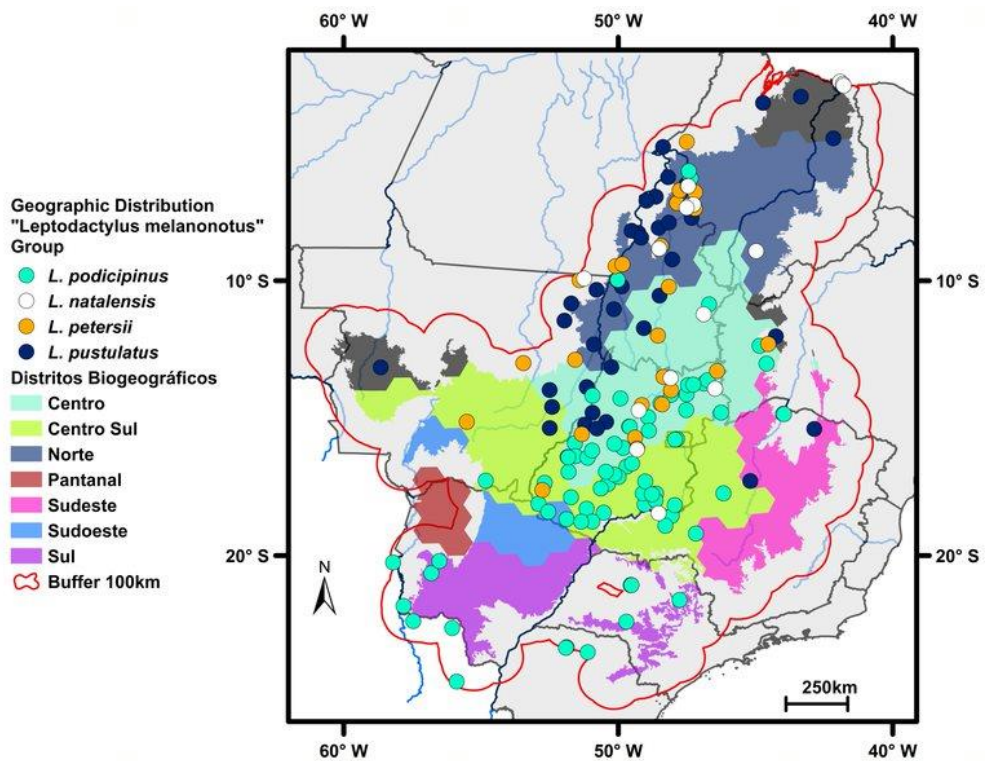 60° W 50° W 40° W
Geographic Distribution
"Leptodactylus melanonotus"
Group
L. podicipinus
L. natalensis
L. petersii
L. pustulatus
Distritos Biogeográficos
Centro
Centro Sul
Norte
Pantanal
Sudeste
Sudoeste
Sul
Buffer 100km
10° S 10° S
20° S 20° S
N
250km
60° W 50° W 40° W